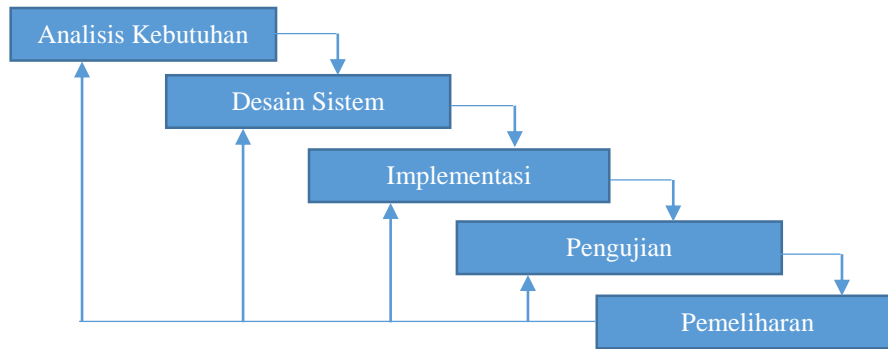 Analisis Kebutuhan
Desain Sistem
Implementasi
Pengujian
Pemeliharan